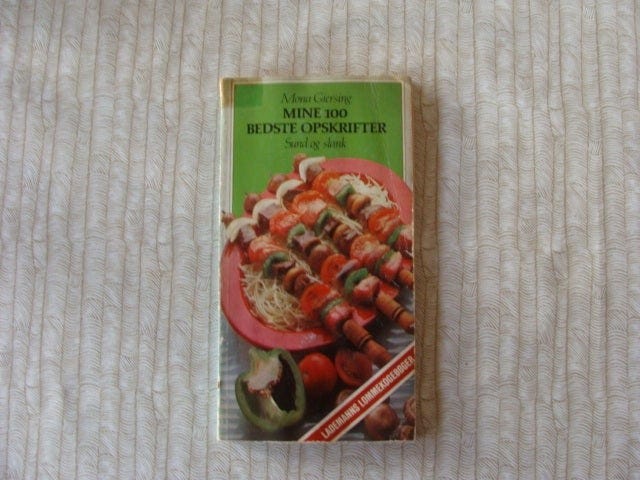 Mona Giersing
MINE 100
BEDSTE OPSKRIFTER
Sund og slank
LADEMANNS LOMMEKOGEBØGER